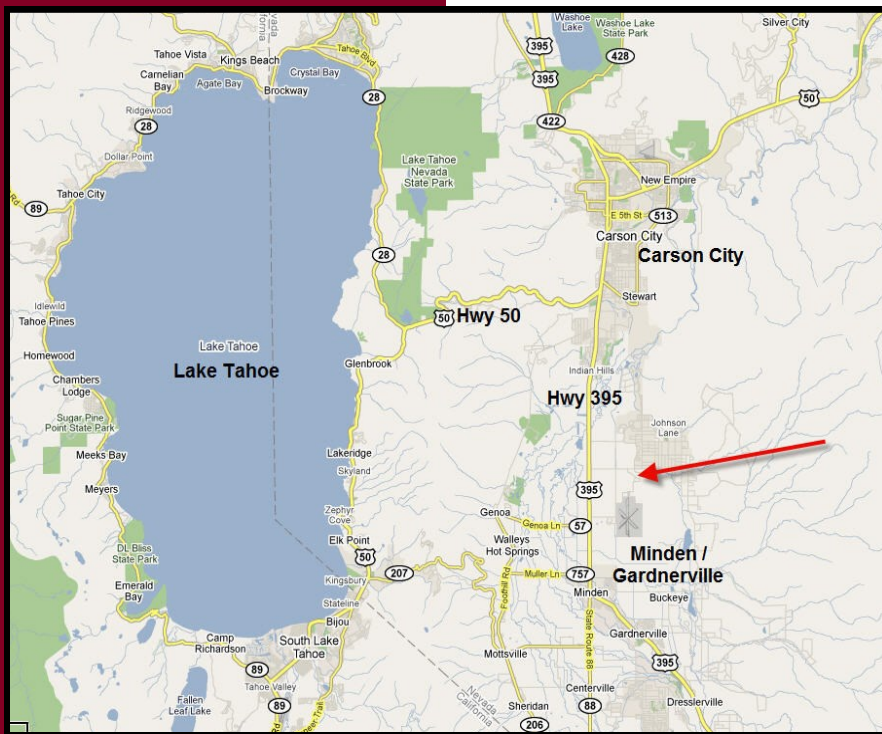 Nevada
California
Washoe
Lake
Washoe Lake
State Park
Silver City
Tahoe Vista
Kings Beach
Tahoe Blvd
395
428
Carnelian
Bay
Agate Bay
Crystal Bay
Brockway
395
50
Ridgewood
28
28
422
Dollar Point
Lake Tahoe
Nevada
State Park
New Empire
Tahoe City
Rd
89
E 5th St
513
Carson City
Carson City
28
Stewart
Idlewild
Tahoe Pines
50
Hwy 50
Lake Tahoe
Homewood
Lake Tahoe
Glenbrook
Indian Hills
Chambers
Lodge
Hwy 395
Sugar Pine
Point State Park
Johnson
Lane
Meeks Bay
Lakeridge
Skyland
Meyers
395
Zephyr
Cove
Genoa
Genoa Ln
57
Elk Point
DL Bliss
State Park
50
Walleys
Hot Springs
Minden /
Gardnerville
207
Kingsbury
Muller Ln
757
Emerald
Bay
Foothill Rd
Minden
Buckeye
Stateline
Bijou
State Route 88
Camp
Richardson
South Lake
Tahoe
Gardnerville
89
Mottsville
395
Tahoe Valley
Fallen
Leaf Lake
89
Nevada
California
Centerville
Sheridan
88
Dresslerville
206